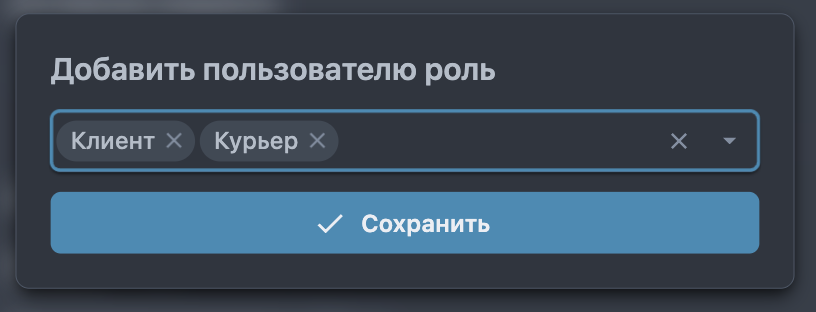 Добавить пользователю роль
Клиент Курьер
Сохранить